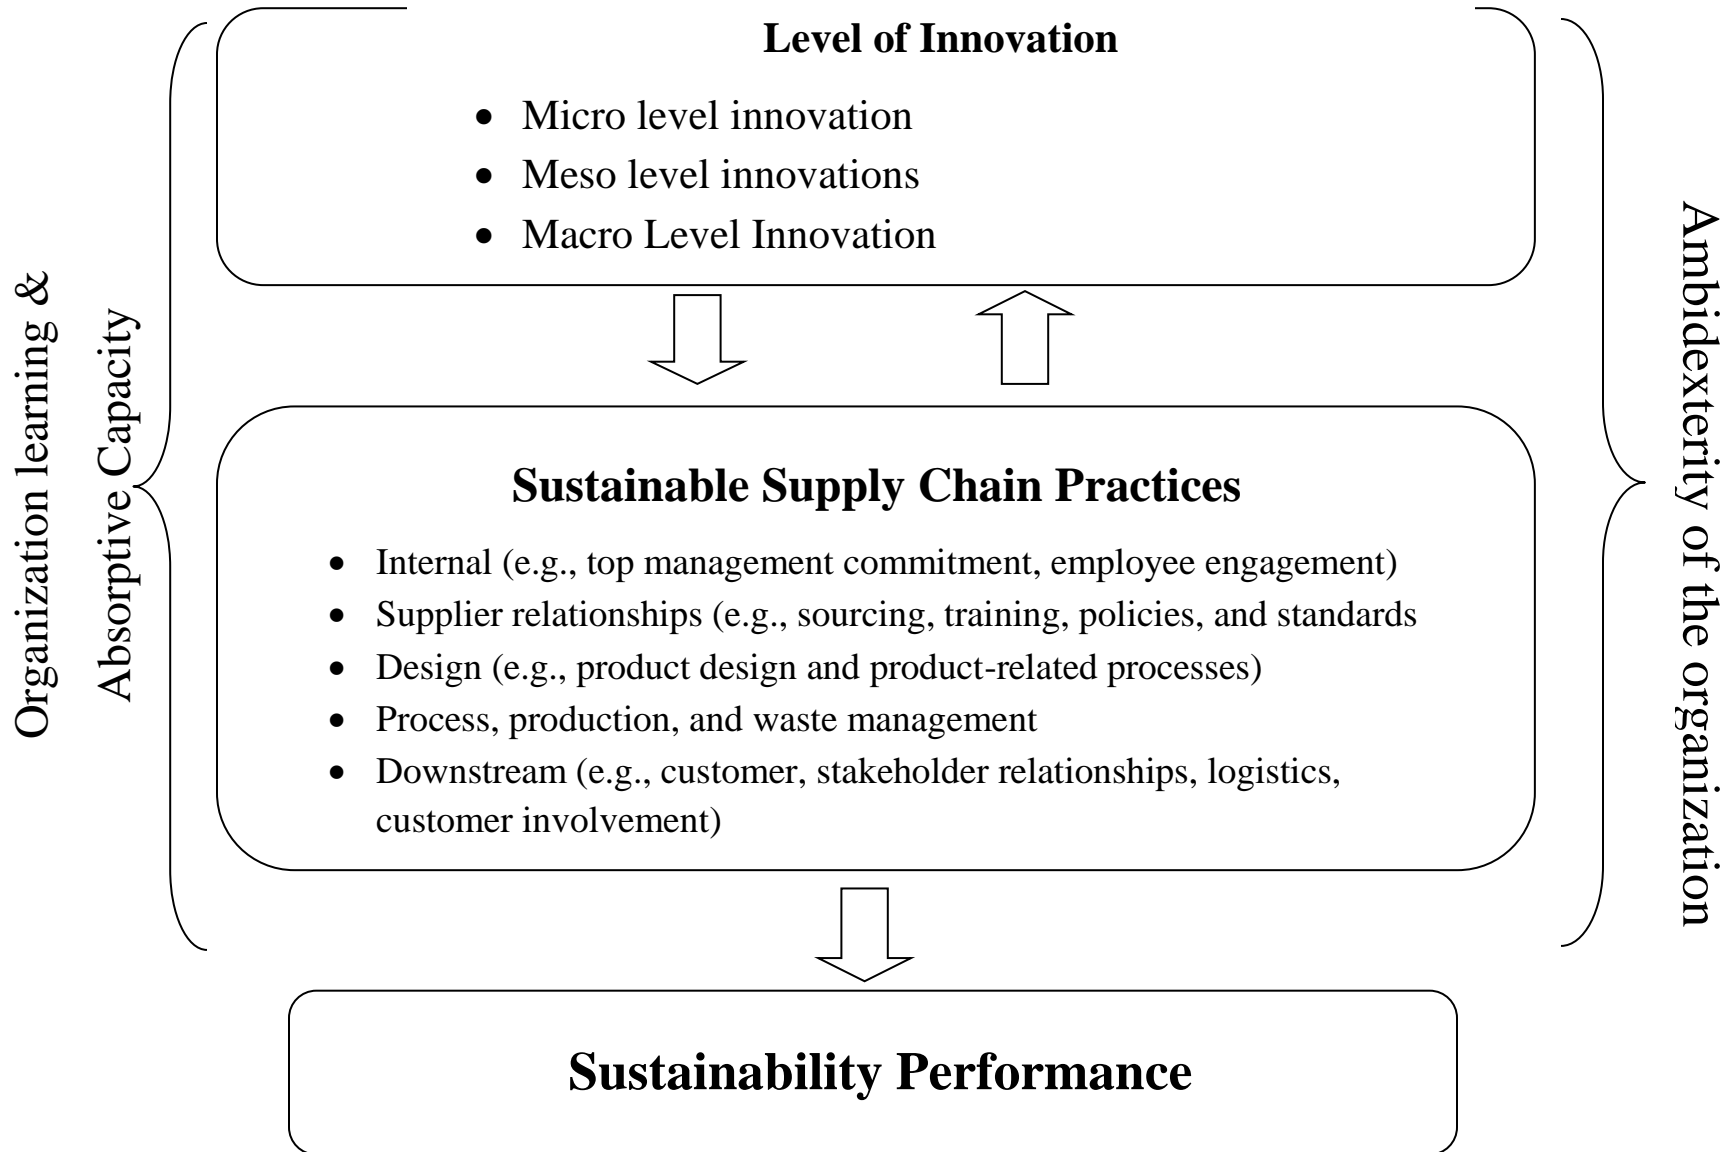 Level of Innovation
• Micro level innovation
• Meso level innovations
• Macro Level Innovation
Organization learning &
Absorptive Capacity
Sustainable Supply Chain Practices
• Internal (e.g., top management commitment, employee engagement)
• Supplier relationships (e.g., sourcing, training, policies, and standards
• Design (e.g., product design and product-related processes)
• Process, production, and waste management
• Downstream (e.g., customer, stakeholder relationships, logistics,
customer involvement)
Ambidexterity of the organization
Sustainability Performance